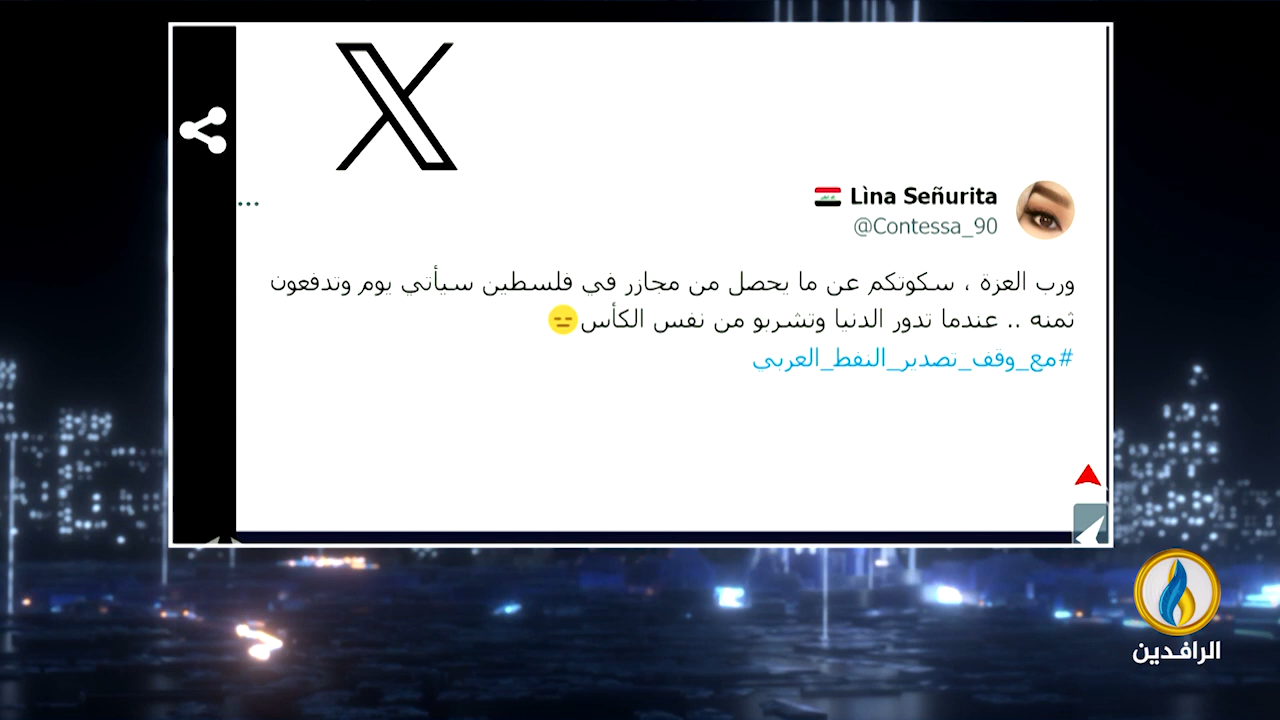 Lìna Señurita
@Contessa_90
ورب العزة ، سكوتكم عن ما يحصل من مجازر في فلسطين سيأتي يوم وتدفعون
ثمنه .. عندما تدور الدنيا وتشربو من نفس الكأس😑
#مع_وقف_تصدير_النفط_العربي
الرافدين